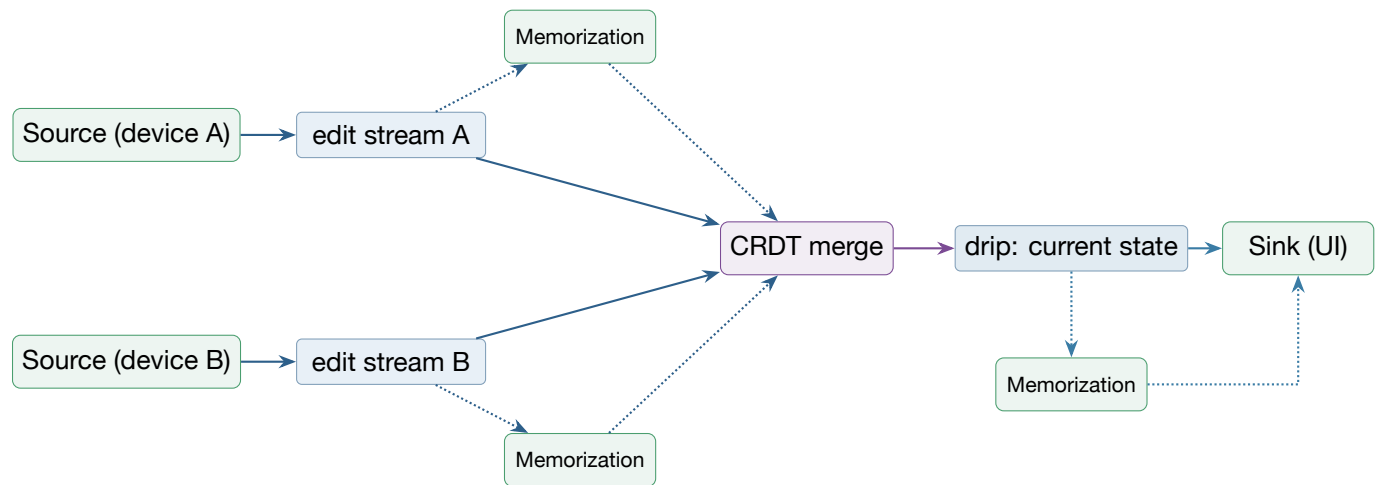 Memorization
Source (device A)
edit stream A
CRDT merge
drip: current state
Sink (UI)
Source (device B)
edit stream B
Memorization
Memorization